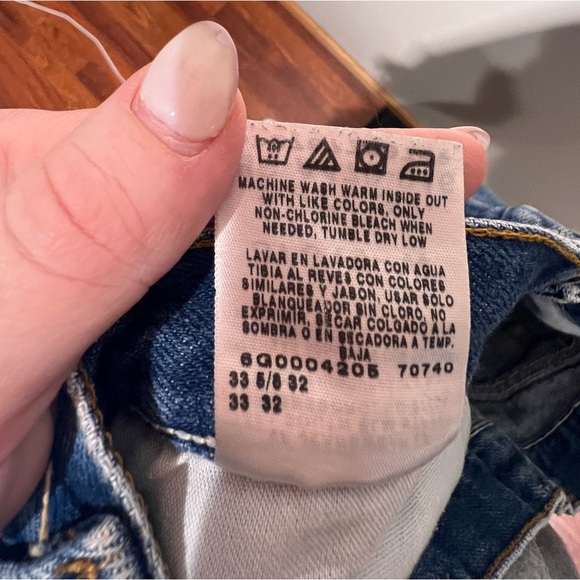 MACHINE WASH WARM INSIDE OUT
WITH LIKE COLORS, ONLY
NON-CHLORINE BLEACH WHEN
NEEDED, TUMBLE DRY LOW
LAVAR EN LAVADORA CON AGUA
TIBIA AL REVES CON COLORES
SIMILARES Y JABON, USAR SOLO
BLANQUEADOR SIN CLORO, NO
EXPRIMIR, SECAR COLGADO A LA
SOMBRA O EN SECADORA A TEMP.
BAJA
6G0004205 70740
33 5/8 32
33 32